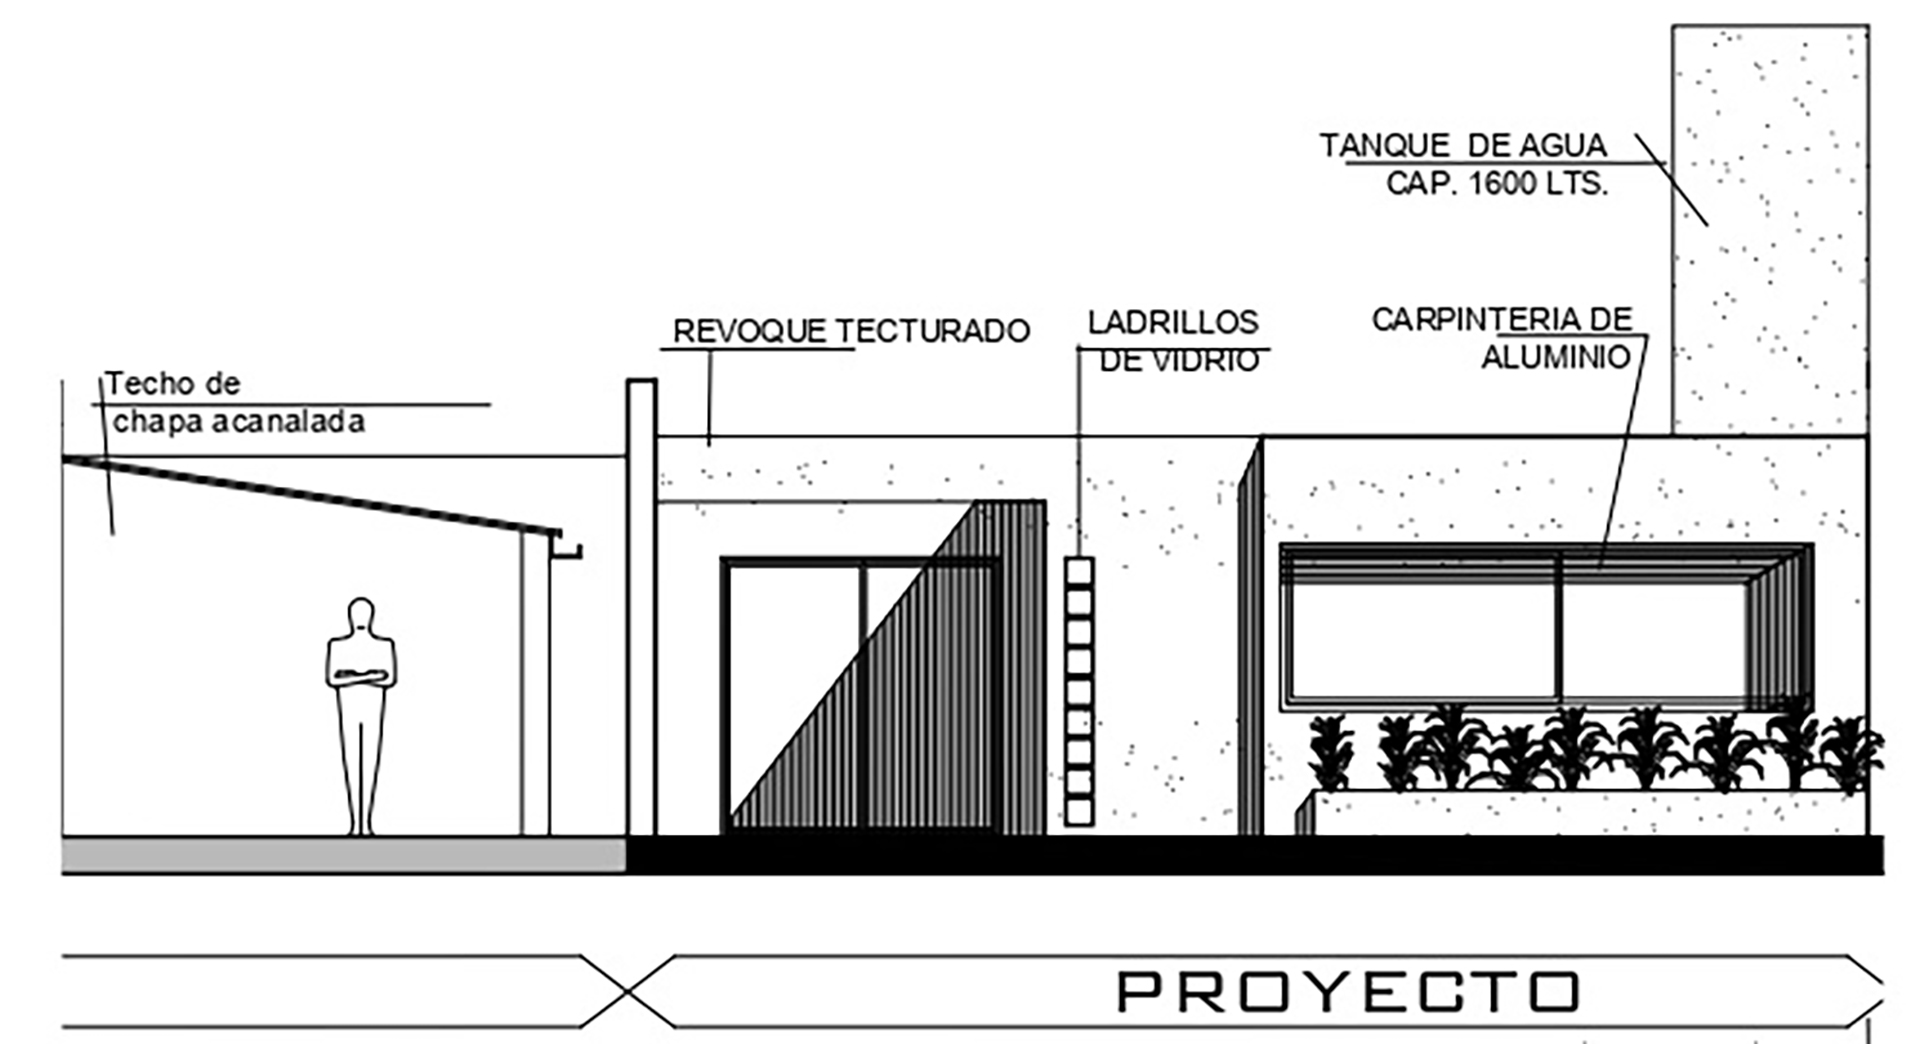 TANQUE DE AGUA
CAP. 1600 LTS.
REVOQUE TECTURADO
LADRILLOS
DE VIDRIO
CARPINTERIA DE
ALUMINIO
Techo de
chapa acanalada
PROYECTO